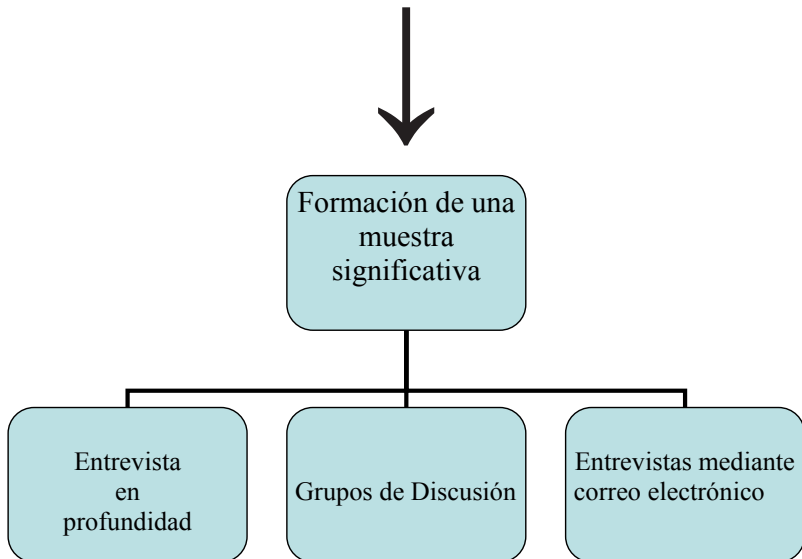 Formación de una
muestra
significativa
Entrevista
en
profundidad
Grupos de Discusión
Entrevistas mediante
correo electrónico